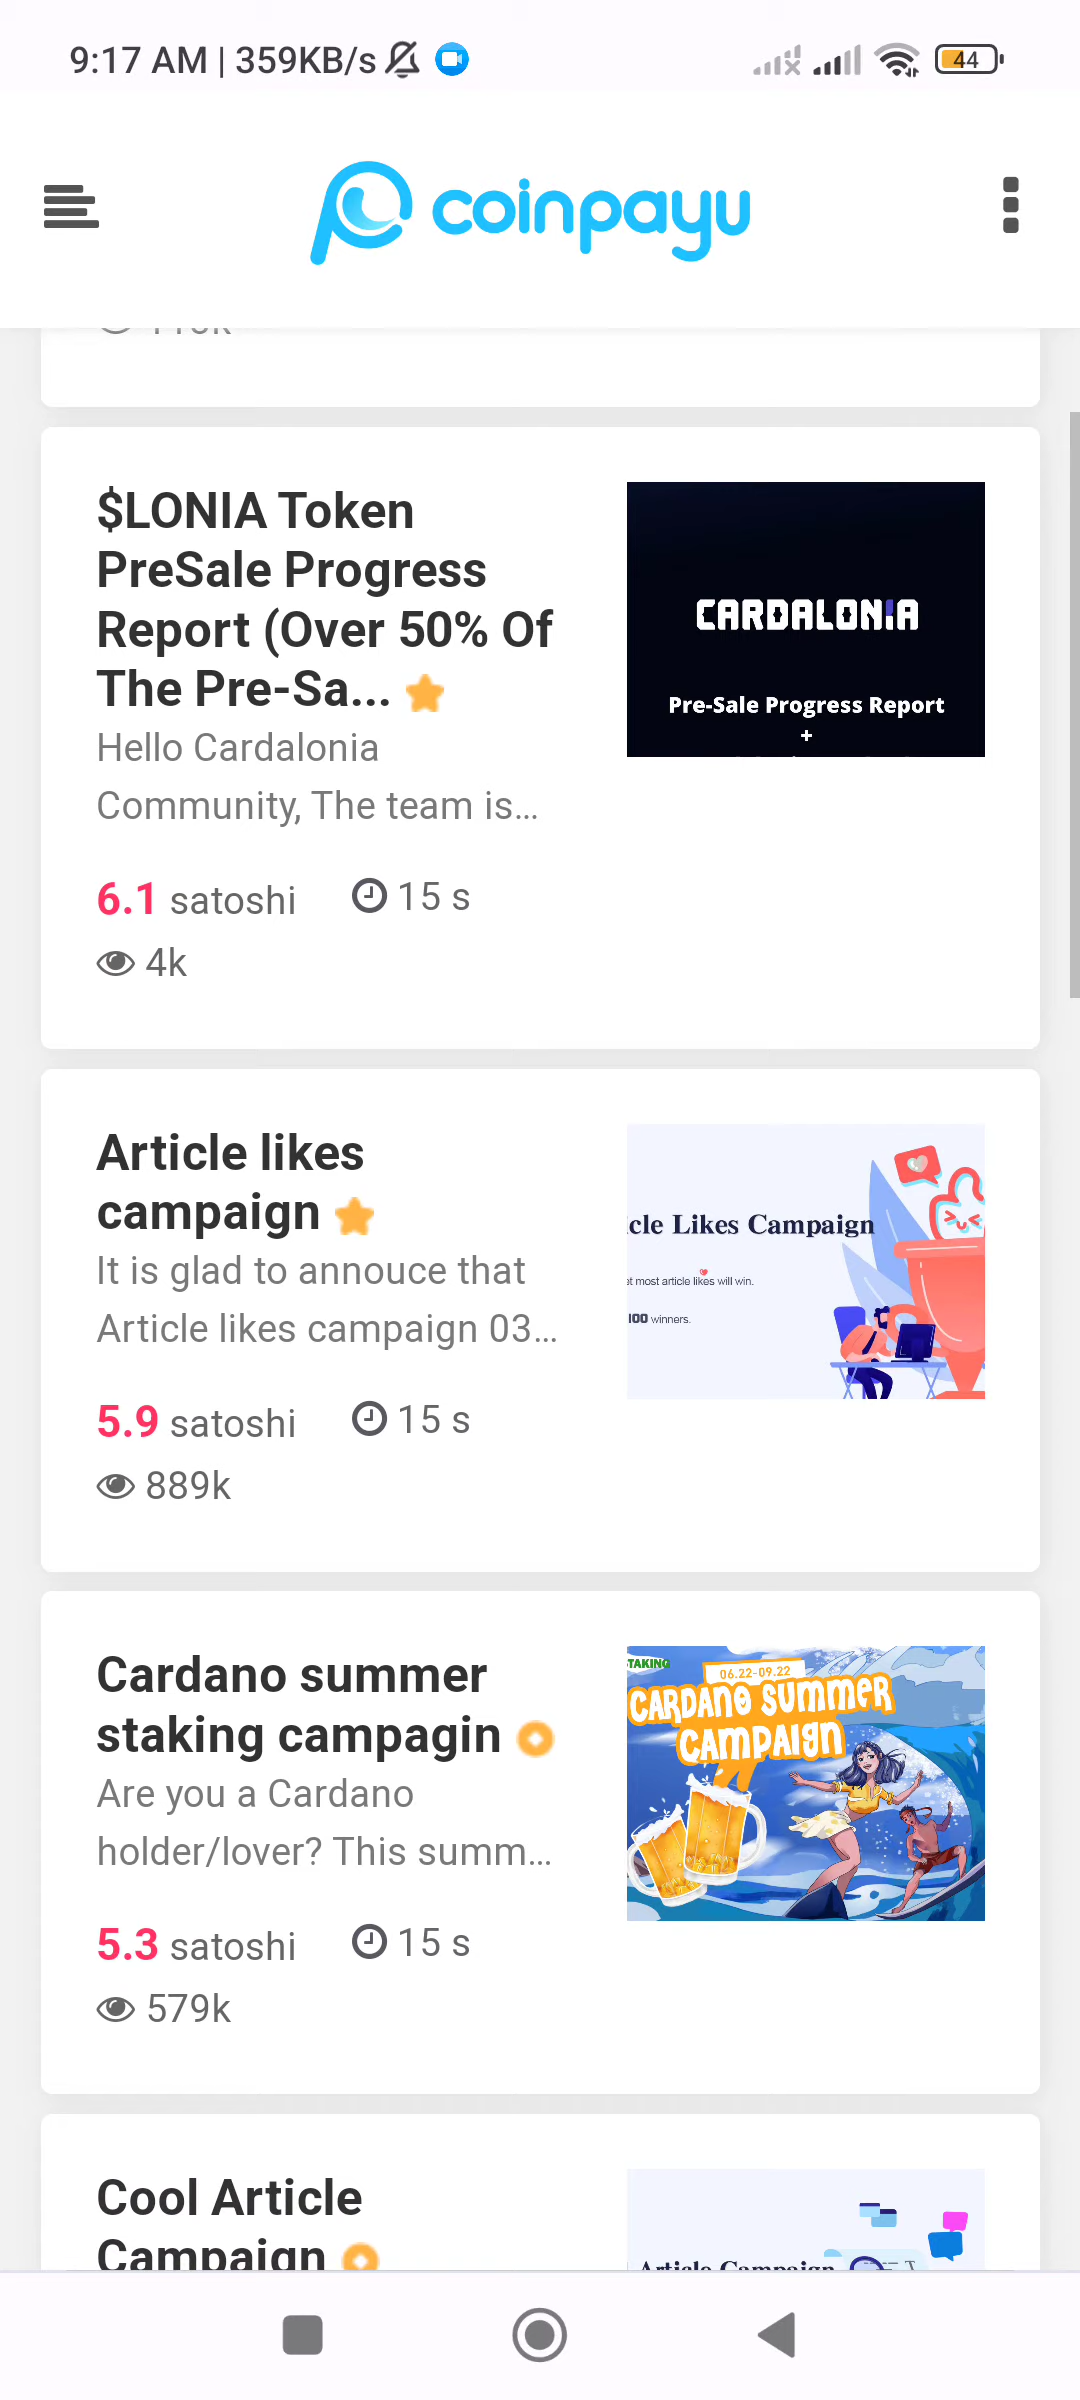 9:17 AM | 359KB/s
44
coinpayu
$LONIA Token
PreSale Progress
Report (Over 50% Of
The Pre-Sa...
Hello Cardalonia
Community, The team is...
6.1 satoshi 15 s
4k
CARDALONIA
Pre-Sale Progress Report
+
Article likes
campaign
It is glad to annouce that
Article likes campaign 03...
5.9 satoshi 15 s
889k
icle Likes Campaign
et most article likes will win.
100 winners.
Cardano summer
staking campagin
Are you a Cardano
holder/lover? This summ...
5.3 satoshi 15 s
579k
TAKING
06.22-09.22
CARDANO SUMMER
CAMPAIGN
Cool Article
Campaign
Article Campaign